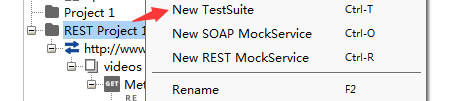 Project 1
REST Project 1
http://www
videos
GET Met
RE
New TestSuite Ctrl-T
New SOAP MockService Ctrl-O
New REST MockService Ctrl-R
Rename F2